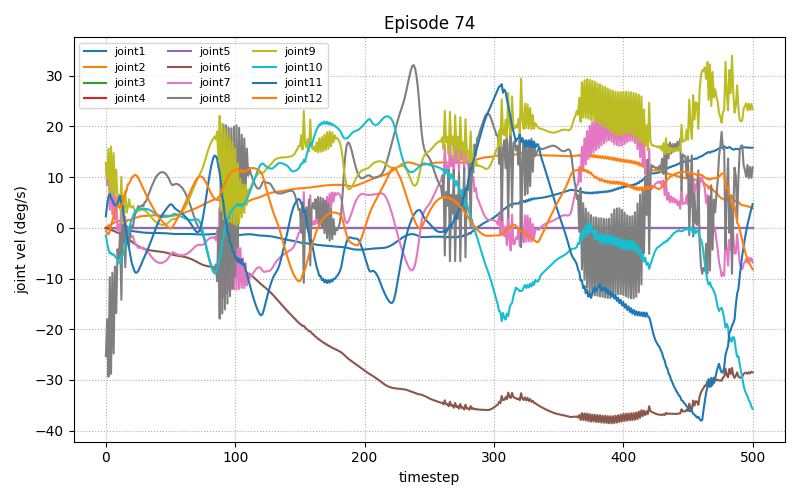 Episode 74
joint1 joint5 joint9
joint2 joint6 joint10
joint3 joint7 joint11
joint4 joint8 joint12
joint vel (deg/s)
30
20
10
0
−10
−20
−30
−40
0 100 200 300 400 500
timestep